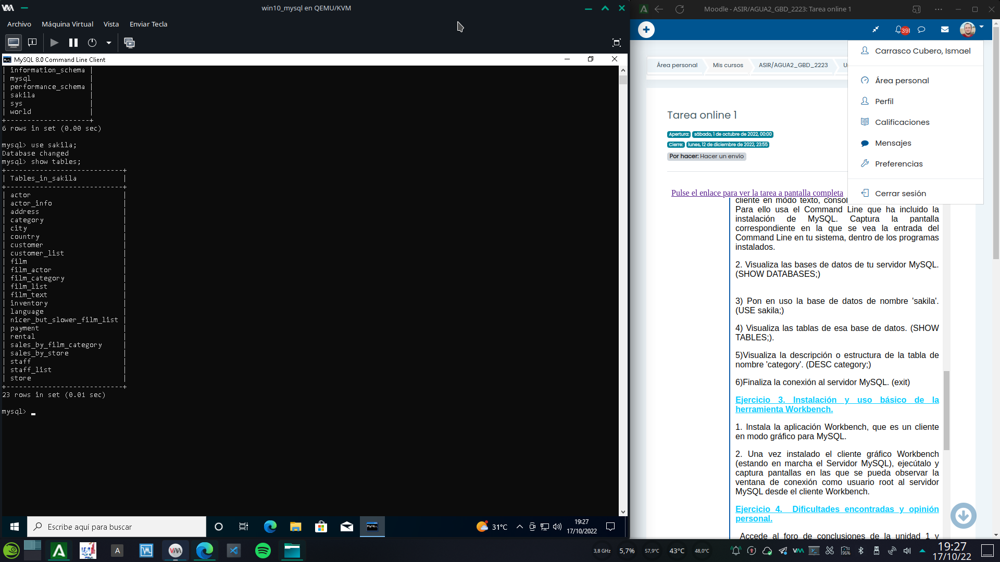 win10_mysql en QEMU/KVM
Archivo Máquina Virtual Vista Enviar Tecla
MySQL 8.0 Command Line Client
| information_schema |
| mysql |
| performance_schema |
| sakila |
| sys |
| world |
+--------------------+
6 rows in set (0.00 sec)
mysql> use sakila;
Database changed
mysql> show tables;
+----------------------------+
| Tables_in_sakila |
+----------------------------+
| actor |
| actor_info |
| address |
| category |
| city |
| country |
| customer |
| customer_list |
| film |
| film_actor |
| film_category |
| film_list |
| film_text |
| inventory |
| language |
| nicer_but_slower_film_list |
| payment |
| rental |
| sales_by_film_category |
| sales_by_store |
| staff |
| staff_list |
| store |
+----------------------------+
23 rows in set (0.01 sec)
mysql>
Escribe aquí para buscar
31°C
19:27
17/10/2022
Moodle - ASIR/AGUA2_GBD_2223: Tarea online 1
391
Área personal Mis cursos ASIR/AGUA2_GBD_2223
Carrasco Cubero, Ismael
Área personal
Perfil
Calificaciones
Mensajes
Preferencias
Cerrar sesión
Tarea online 1
Apertura: sábado, 1 de octubre de 2022, 00:00
Cierre: lunes, 12 de diciembre de 2022, 23:55
Por hacer: Hacer un envío
Pulse el enlace para ver la tarea a pantalla completa
cliente en modo texto, consol
Para ello usa el Command Line que ha incluido la
instalación de MySQL. Captura la pantalla
correspondiente en la que se vea la entrada del
Command Line en tu sistema, dentro de los programas
instalados.
2. Visualiza las bases de datos de tu servidor MySQL.
(SHOW DATABASES;)
3) Pon en uso la base de datos de nombre 'sakila'.
(USE sakila;)
4) Visualiza las tablas de esa base de datos. (SHOW
TABLES;).
5)Visualiza la descripción o estructura de la tabla de
nombre 'category'. (DESC category;)
6)Finaliza la conexión al servidor MySQL. (exit)
Ejercicio 3. Instalación y uso básico de la
herramienta Workbench.
1. Instala la aplicación Workbench, que es un cliente
en modo gráfico para MySQL.
2. Una vez instalado el cliente gráfico Workbench
(estando en marcha el Servidor MySQL), ejecútalo y
captura pantallas en las que se pueda observar la
ventana de conexión como usuario root al servidor
MySQL desde el cliente Workbench.
Ejercicio 4. Dificultades encontradas y opinión
personal.
Accede al foro de conclusiones de la unidad 1 y
3,8 GHz 5,7% 57,9°C 43°C 48,0°C
96%
19:27
17/10/22